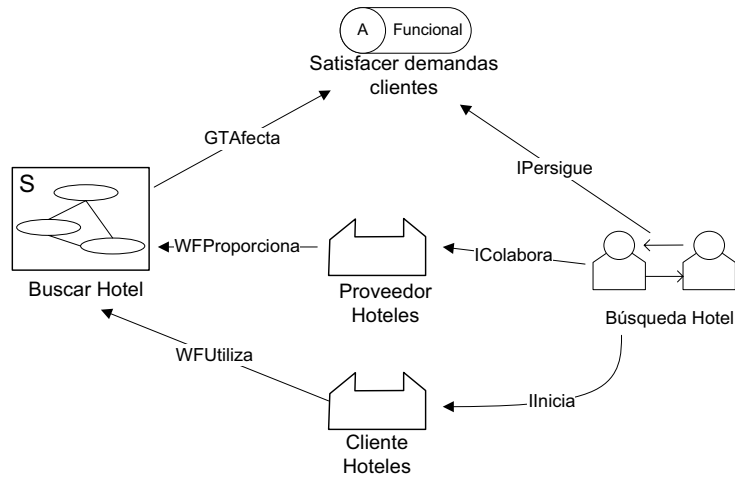 A Funcional
Satisfacer demandas
clientes
GTAfecta
IPersigue
S
WFProporciona
IColabora
Buscar Hotel
Proveedor
Hoteles
Búsqueda Hotel
WFUtiliza
IInicia
Cliente
Hoteles